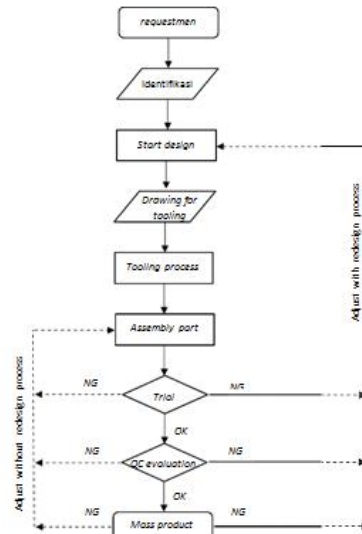 requestmen
Identifikasi
Start design
Drawing for
tooling
Tooling process
Assembly part
NG
Trial
NG
OK
NG
QC evaluation
NG
OK
NG
Mass product
NG
Adjust without redesign process
Adjust with redesign process